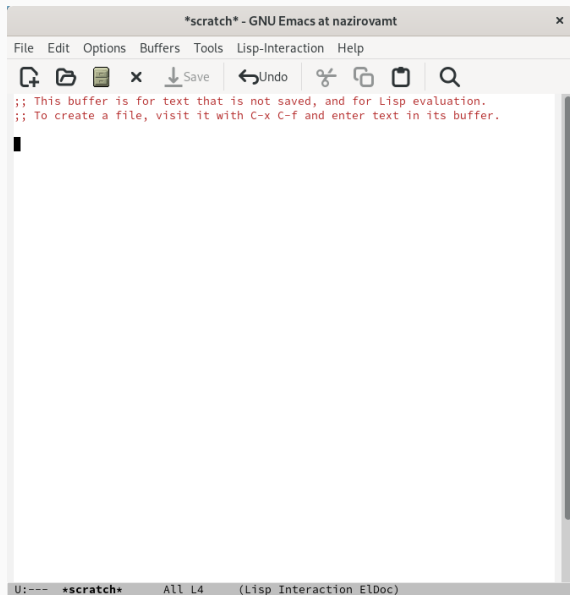 *scratch* - GNU Emacs at nazirovamt ×
File Edit Options Buffers Tools Lisp-Interaction Help
Save Undo
;; This buffer is for text that is not saved, and for Lisp evaluation.
;; To create a file, visit it with C-x C-f and enter text in its buffer.
U:--- *scratch* All L4 (Lisp Interaction ElDoc)